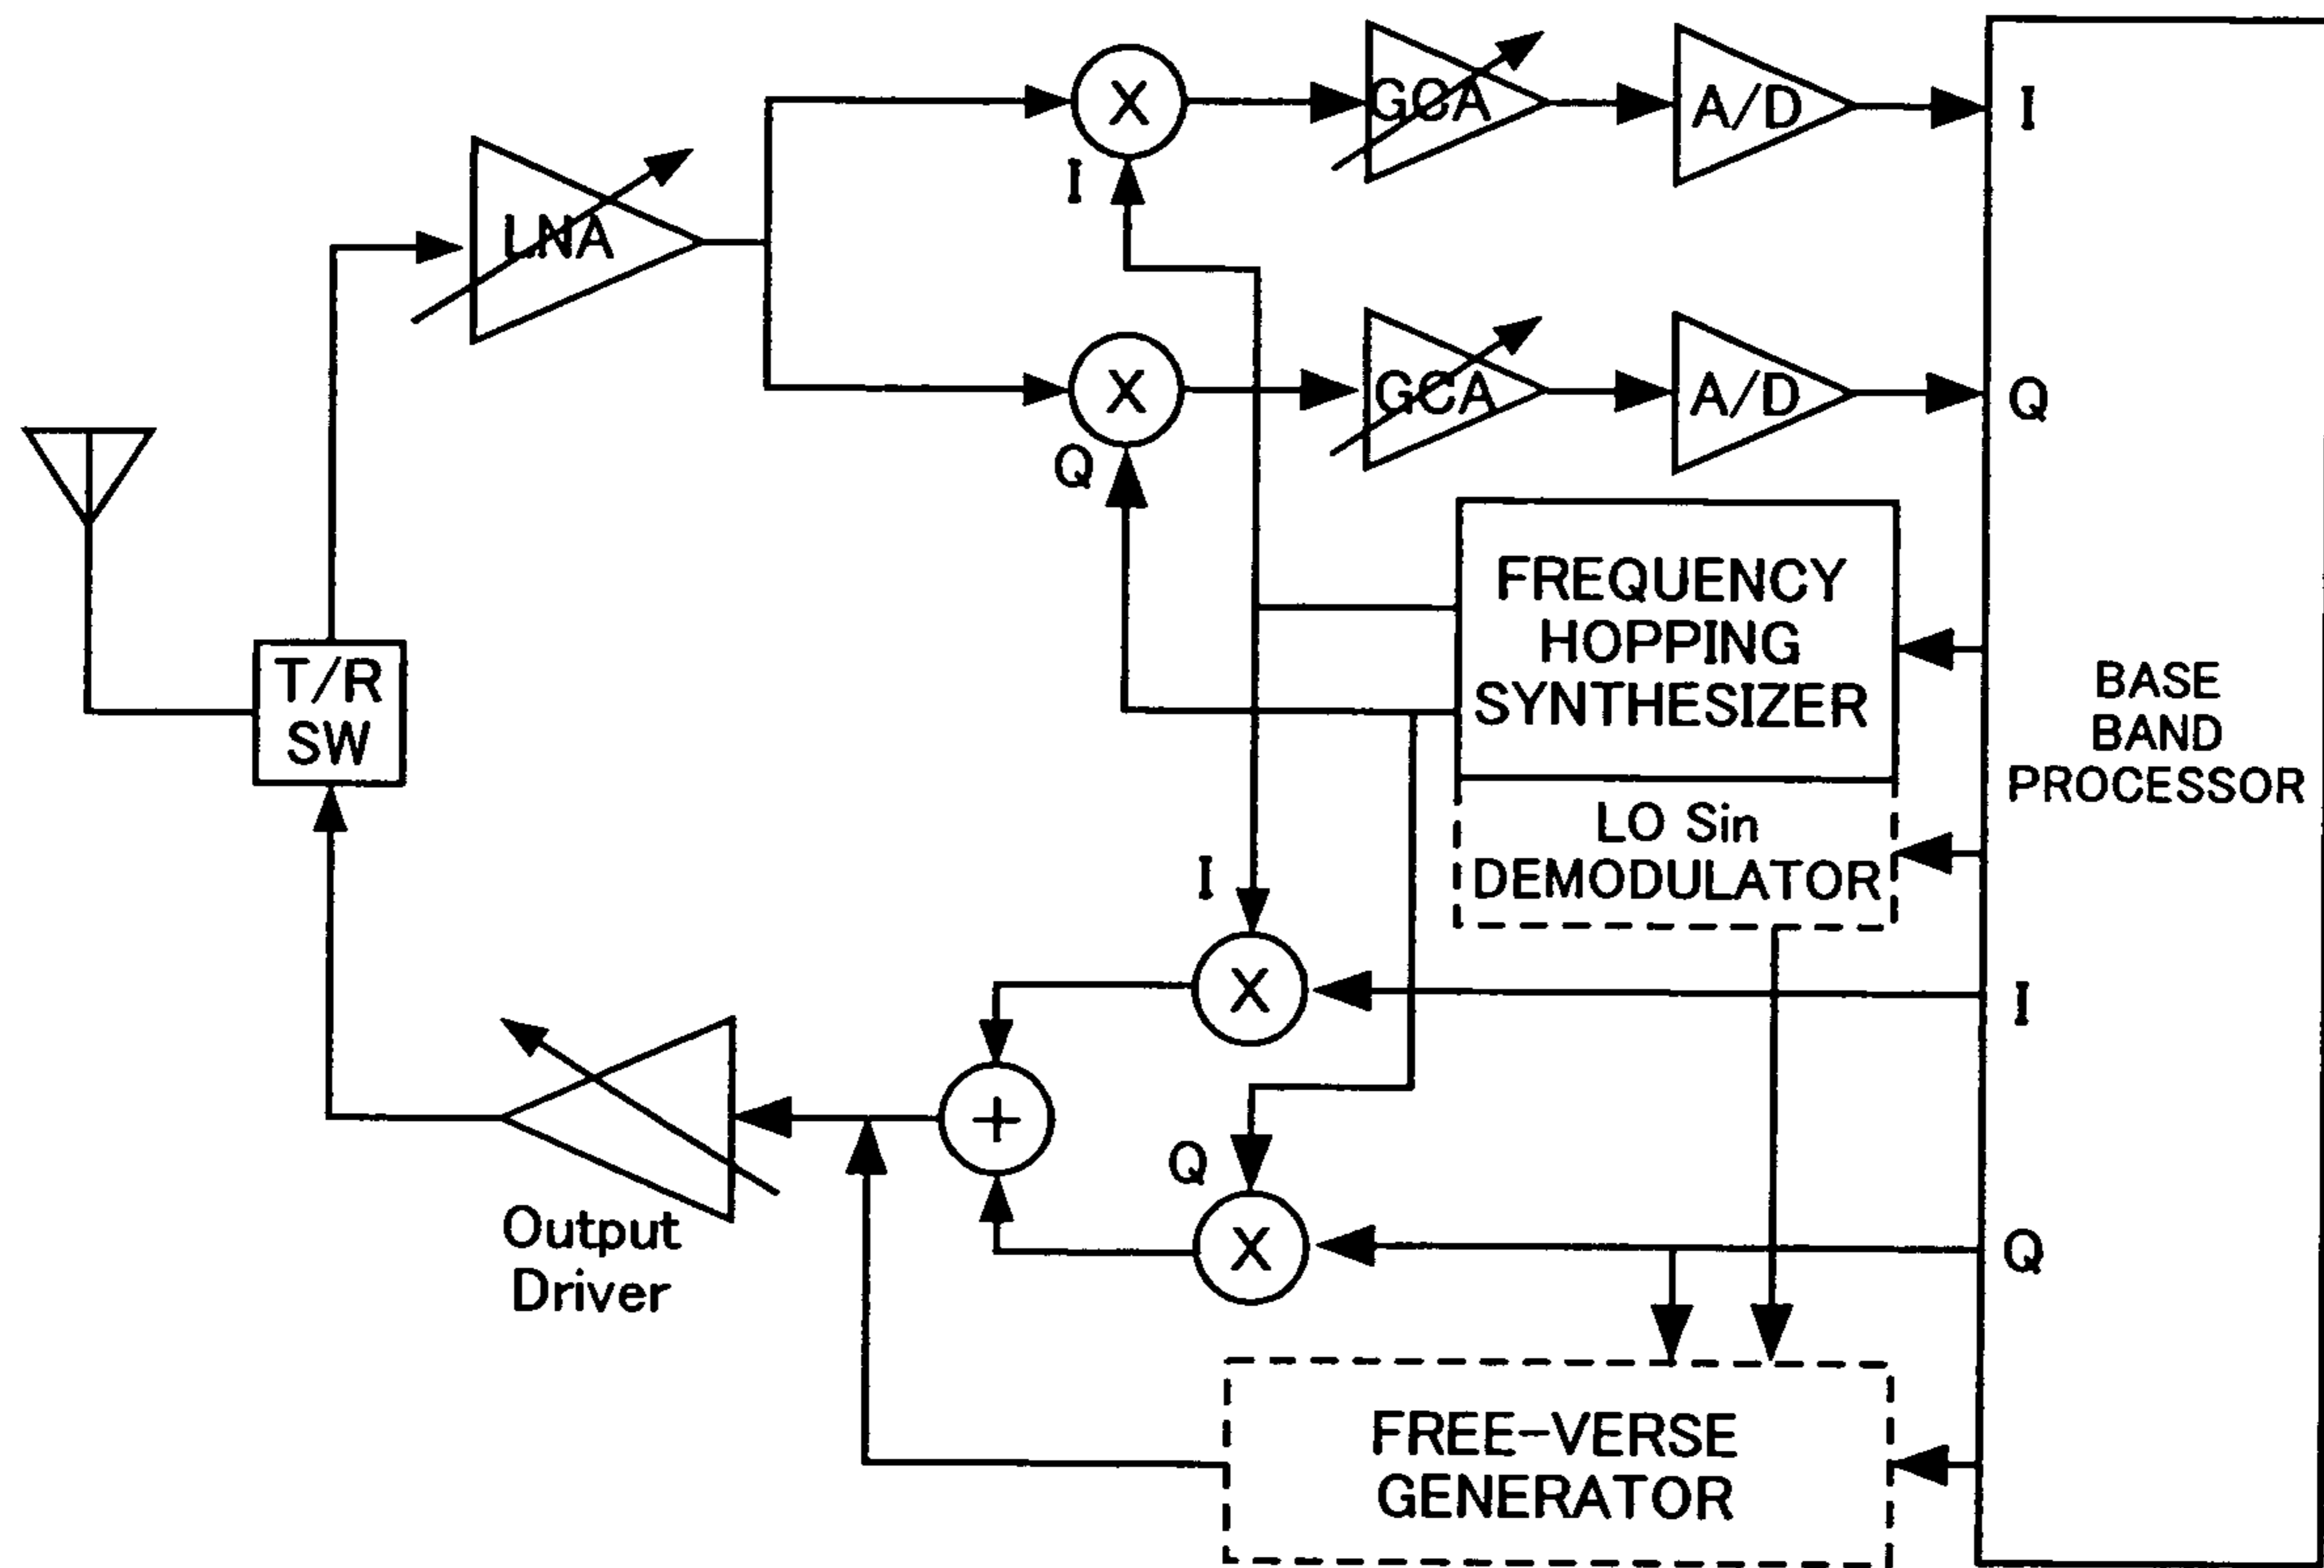 X
GCA
A/D
I
I
LNA
X
GCA
A/D
Q
Q
FREQUENCY
HOPPING
SYNTHESIZER
T/R
SW
BASE
BAND
PROCESSOR
LO Sin
DEMODULATOR
I
X
I
+
Q
X
Q
Output
Driver
FREE-VERSE
GENERATOR